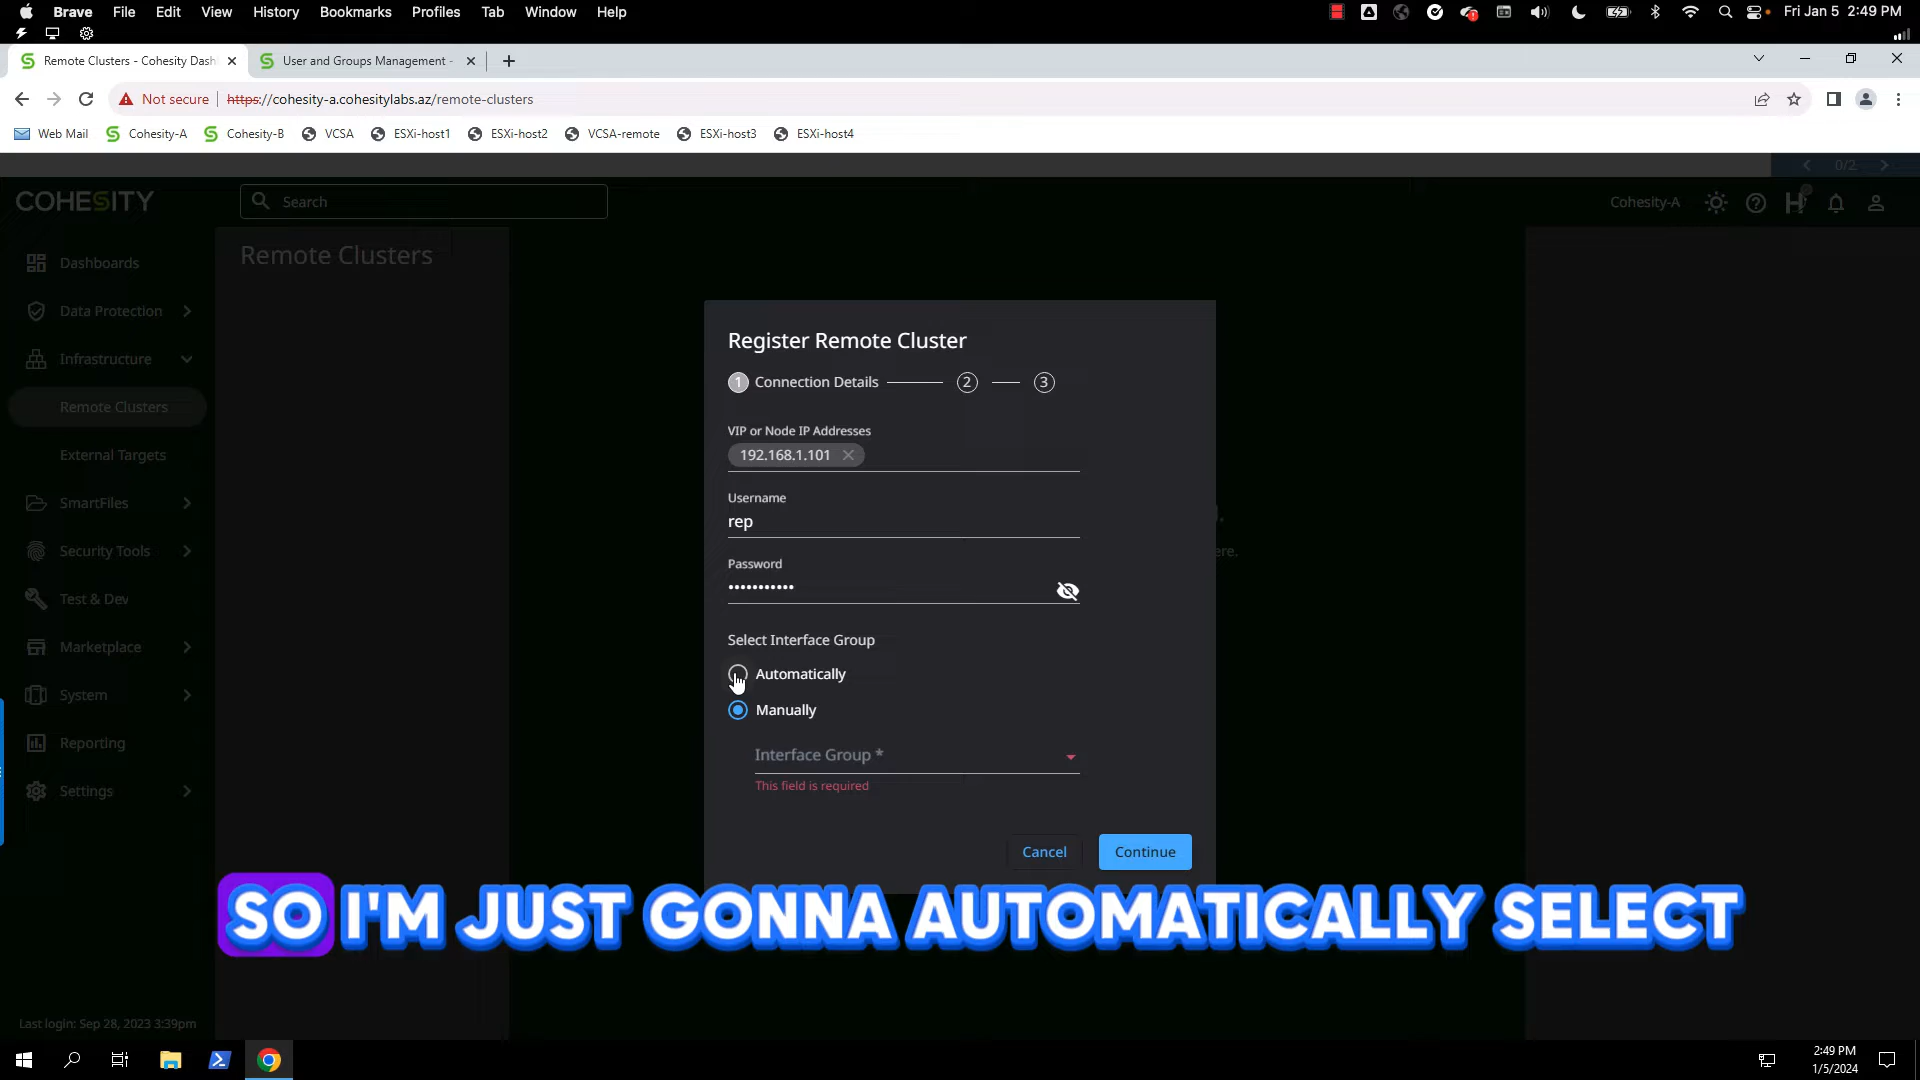 Brave File Edit View History Bookmarks Profiles Tab Window Help Fri Jan 5 2:49 PM
Remote Clusters - Cohesity Dash User and Groups Management -
Not secure https://cohesity-a.cohesitylabs.az/remote-clusters
Web Mail Cohesity-A Cohesity-B VCSA ESXi-host1 ESXi-host2 VCSA-remote ESXi-host3 ESXi-host4
0/2
COHESITY Search Cohesity-A
Remote Clusters
Dashboards
Data Protection
Infrastructure
Remote Clusters
External Targets
SmartFiles
Security Tools
Test & Dev
Marketplace
System
Reporting
Settings
Last login: Sep 28, 2023 3:39pm
Register Remote Cluster
1 Connection Details 2 3
VIP or Node IP Addresses
192.168.1.101
Username
rep
Password
•••••••••••
Select Interface Group
Automatically
Manually
Interface Group *
This field is required
Cancel Continue
ere.
SO I'M JUST GONNA AUTOMATICALLY SELECT
2:49 PM
1/5/2024